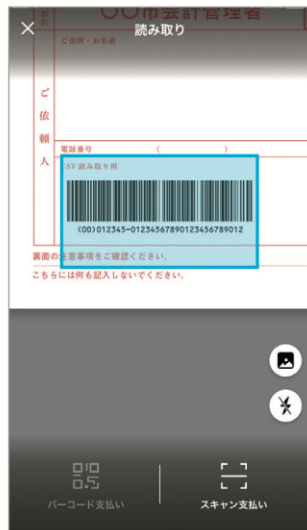 〇〇市会計管理者
読み取り
ご住所・お名前
ご依頼人
電話番号 ( )
CSV 読み取り用
(00)012345-01234567890123456789012
裏面の注意事項をご確認ください。
こちらには何も記入しないでください。
バーコード支払い
スキャン支払い